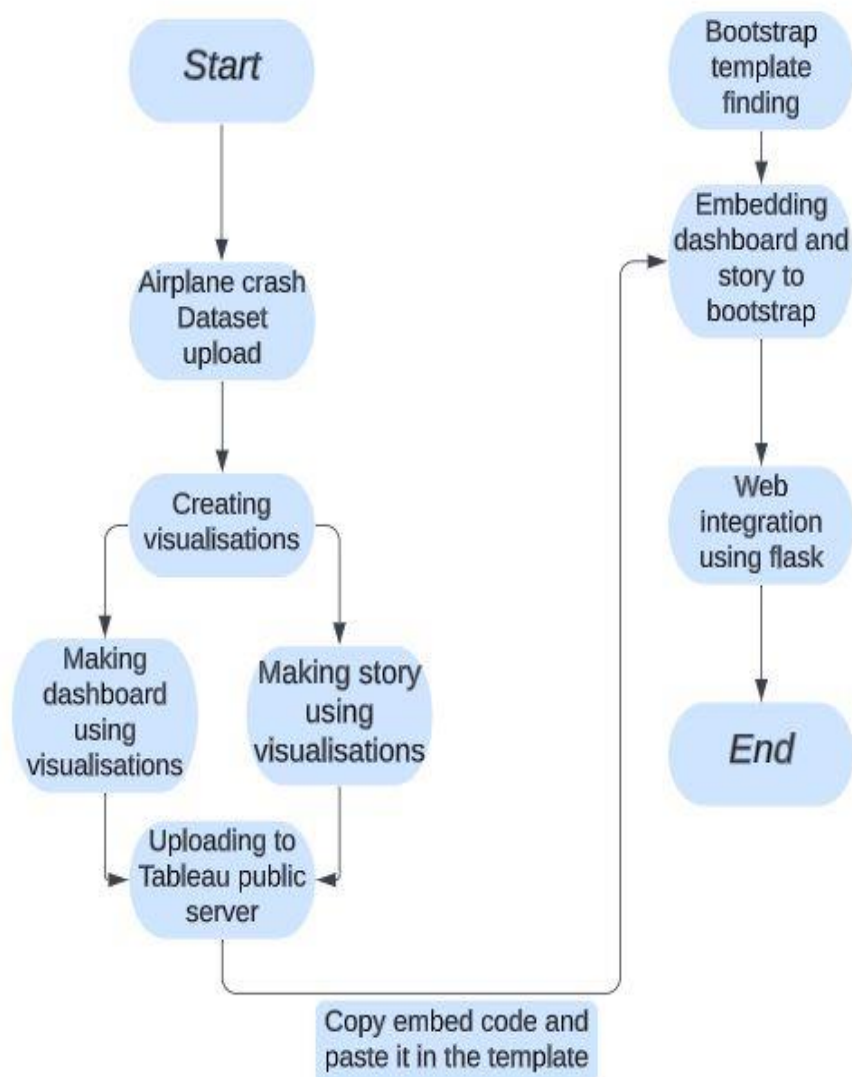 Start
Airplane crash
Dataset
upload
Creating
visualisations
Making
dashboard
using
visualisations
Making story
using
visualisations
Uploading to
Tableau public
server
Copy embed code and
paste it in the template
Bootstrap
template
finding
Embedding
dashboard and
story to
bootstrap
Web
integration
using flask
End